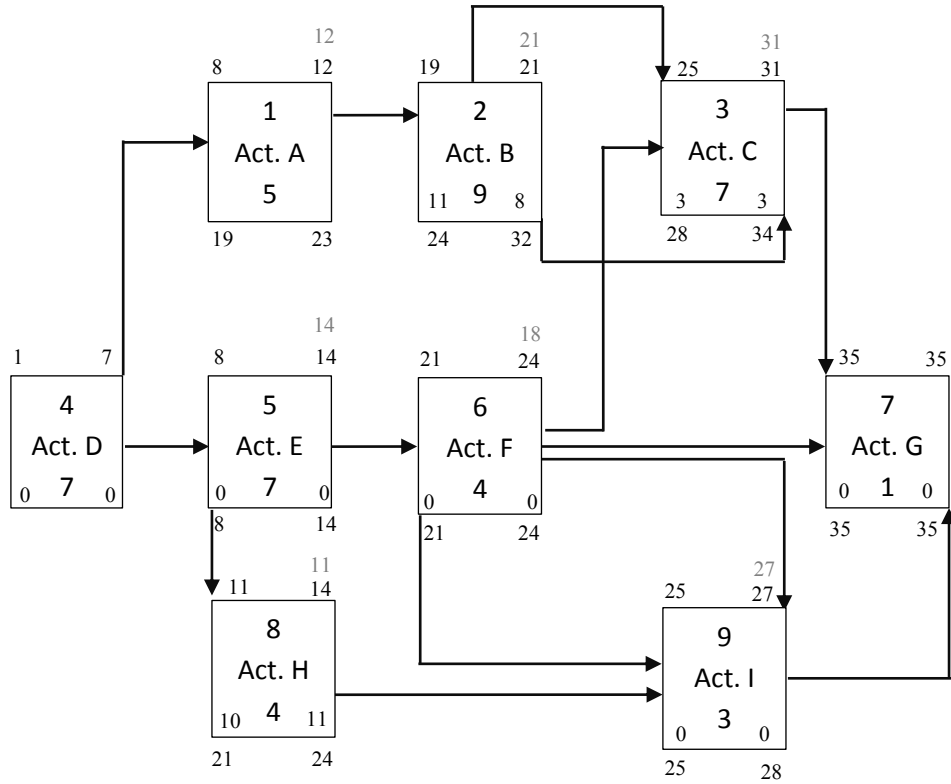 12
8 12
1
Act. A
5
19 23
21
19 21
2
Act. B
11 9 8
24 32
31
25 31
3
Act. C
3 7 3
28 34
1 7
4
Act. D
0 7 0
14
8 14
5
Act. E
0 7 0
8 14
18
21 24
6
Act. F
0 4 0
21 24
35 35
7
Act. G
0 1 0
35 35
11
11 14
8
Act. H
10 4 11
21 24
27
25 27
9
Act. I
0 3 0
25 28